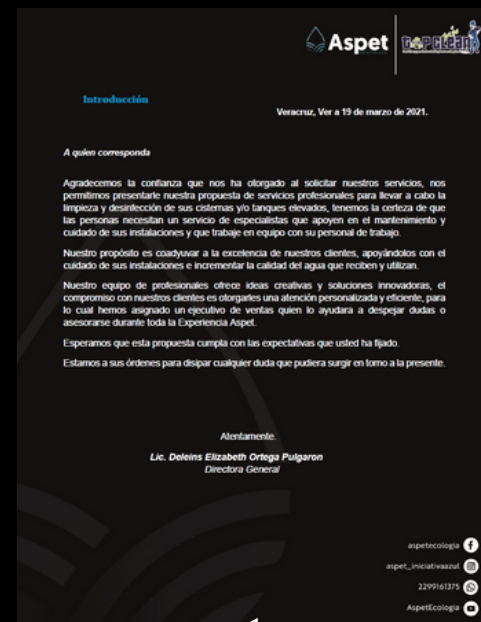 Aspet
TOP CLEAN
Introducción
Veracruz, Ver a 19 de marzo de 2021.
A quien corresponda
Agradecemos la confianza que nos ha otorgado al solicitar nuestros servicios, nos
permitimos presentarle nuestra propuesta de servicios profesionales para llevar a cabo la
limpieza y desinfección de sus cisternas y/o tanques elevados, tenemos la certeza de que
las personas necesitan un servicio de especialistas que apoyen en el mantenimiento y
cuidado de sus instalaciones y que trabaje en equipo con su personal de trabajo.
Nuestro propósito es coadyuvar a la excelencia de nuestros clientes, apoyándolos con el
cuidado de sus instalaciones e incrementar la calidad del agua que reciben y utilizan.
Nuestro equipo de profesionales ofrece ideas creativas y soluciones innovadoras, el
compromiso con nuestros clientes es otorgarles una atención personalizada y eficiente, para
lo cual hemos asignado un ejecutivo de ventas quien lo ayudara a despejar dudas o
asesorarse durante toda la Experiencia Aspet.
Esperamos que esta propuesta cumpla con las expectativas que usted ha fijado.
Estamos a sus órdenes para disipar cualquier duda que pudiera surgir en torno a la presente.
Atentamente.
Lic. Deleins Elizabeth Ortega Pulgaron
Directora General
aspetecologia
aspet_iniciativaazul
2299161375
AspetEcologia